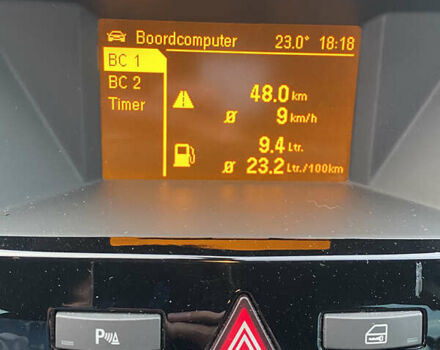 Boordcomputer 23.0° 18:18
BC 1
BC 2
Timer
48.0 km
Ø 9 km/h
9.4 Ltr.
Ø 23.2 Ltr./100km
P